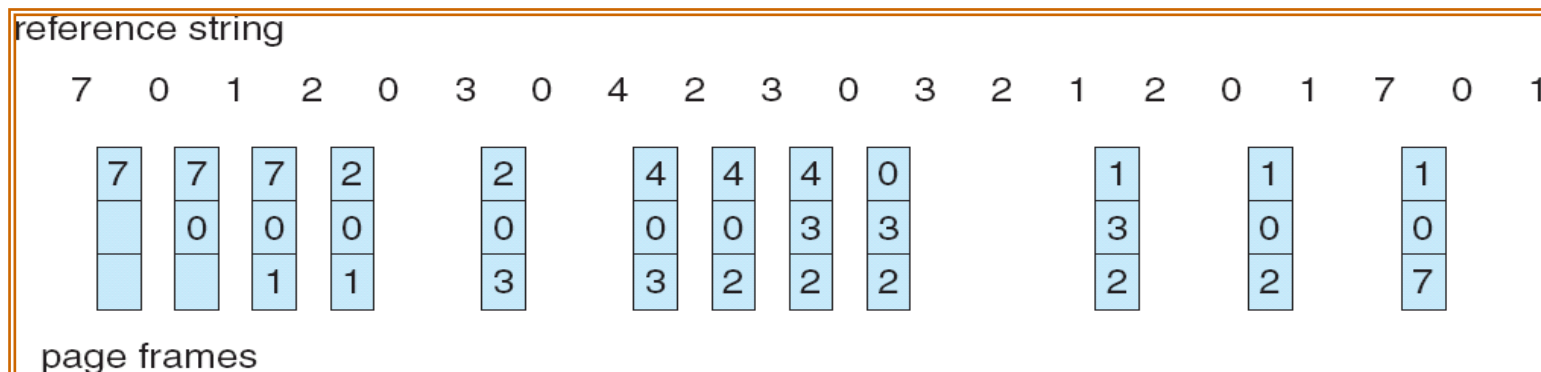 reference string
7 0 1 2 0 3 0 4 2 3 0 3 2 1 2 0 1 7 0 1
7 7 7 2 2 4 4 4 0 1 1 1
0 0 0 0 0 0 3 3 3 0 0
1 1 3 3 2 2 2 2 2 7
page frames